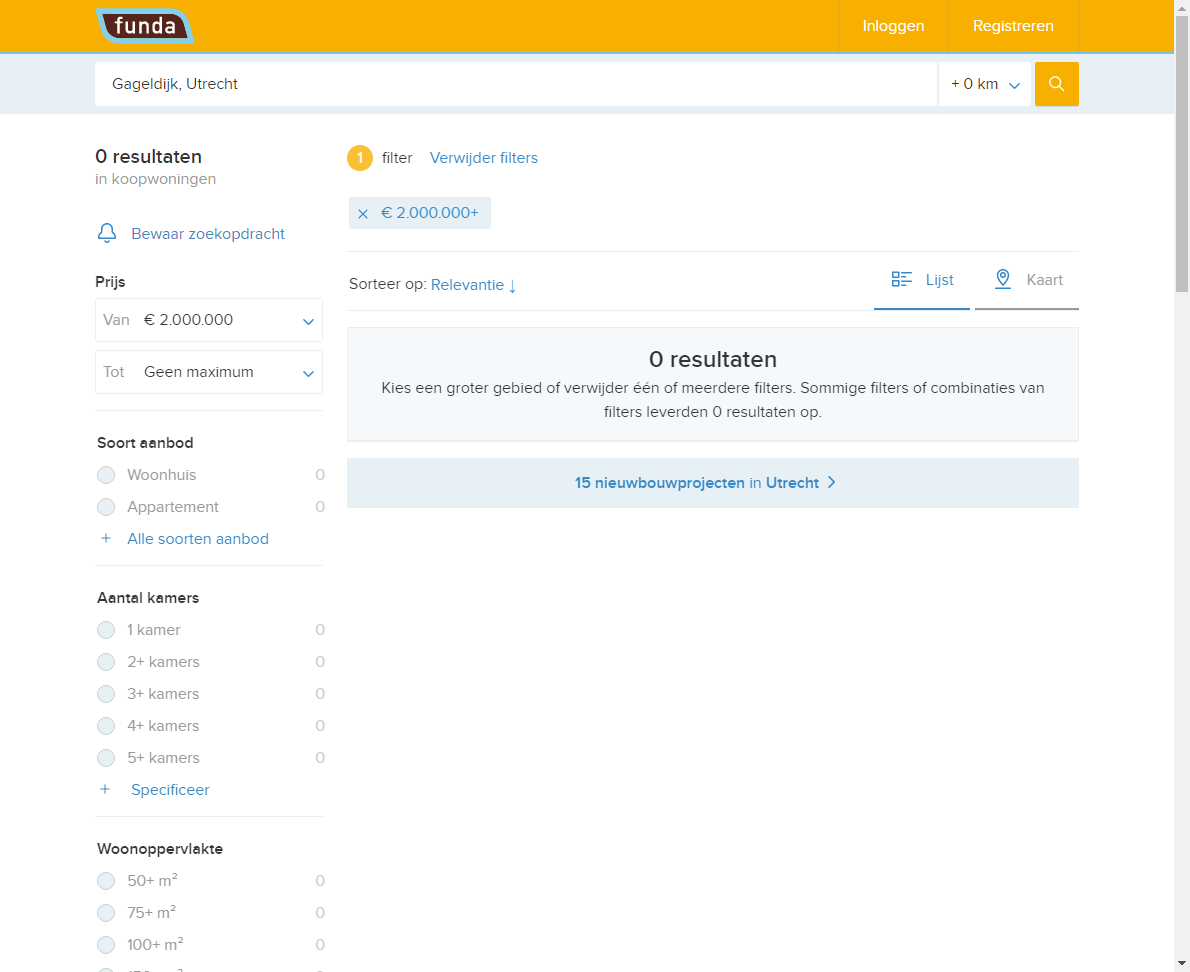 funda
Inloggen
Registreren
Gageldijk, Utrecht
+ 0 km
0 resultaten
in koopwoningen
Bewaar zoekopdracht
Prijs
Van € 2.000.000
Tot Geen maximum
Soort aanbod
Woonhuis 0
Appartement 0
+ Alle soorten aanbod
Aantal kamers
1 kamer 0
2+ kamers 0
3+ kamers 0
4+ kamers 0
5+ kamers 0
+ Specificeer
Woonoppervlakte
50+ m² 0
75+ m² 0
100+ m² 0
1 filter Verwijder filters
× € 2.000.000+
Sorteer op: Relevantie ↓
Lijst
Kaart
0 resultaten
Kies een groter gebied of verwijder één of meerdere filters. Sommige filters of combinaties van
filters leverden 0 resultaten op.
15 nieuwbouwprojecten in Utrecht >